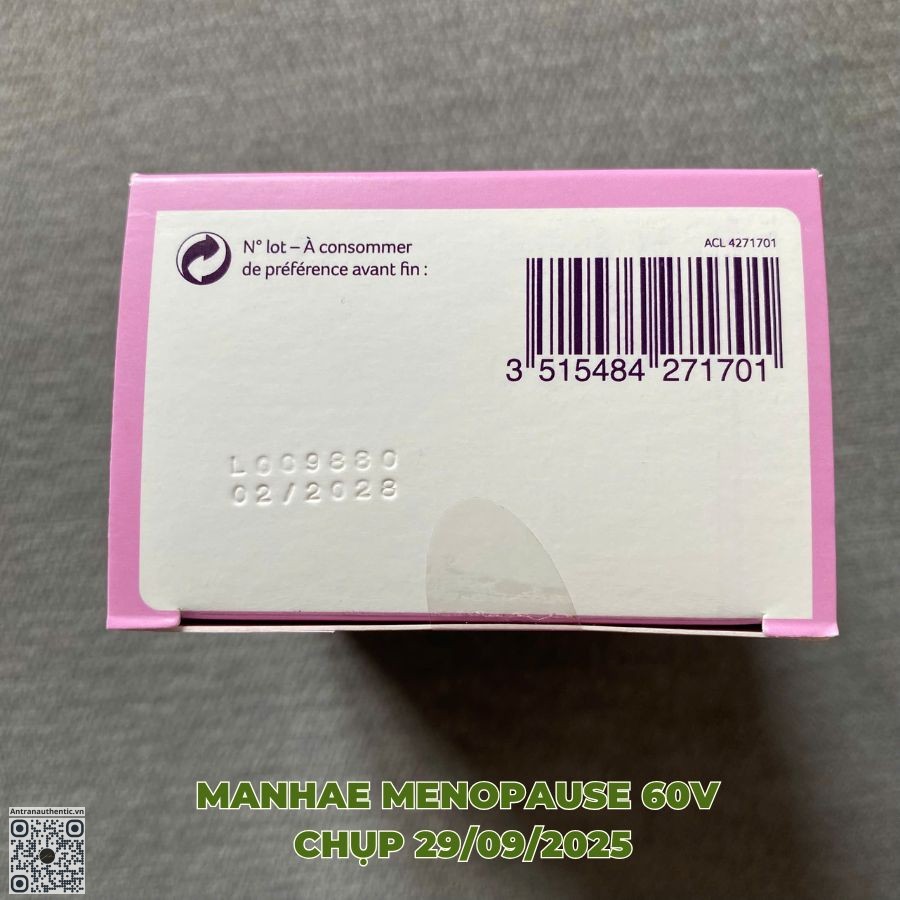 N° lot – À consommer
de préférence avant fin :
ACL 4271701
3 515484 271701
L009880
02/2028
MANHAE MENOPAUSE 60V
CHỤP 29/09/2025
Antranauthentic.vn